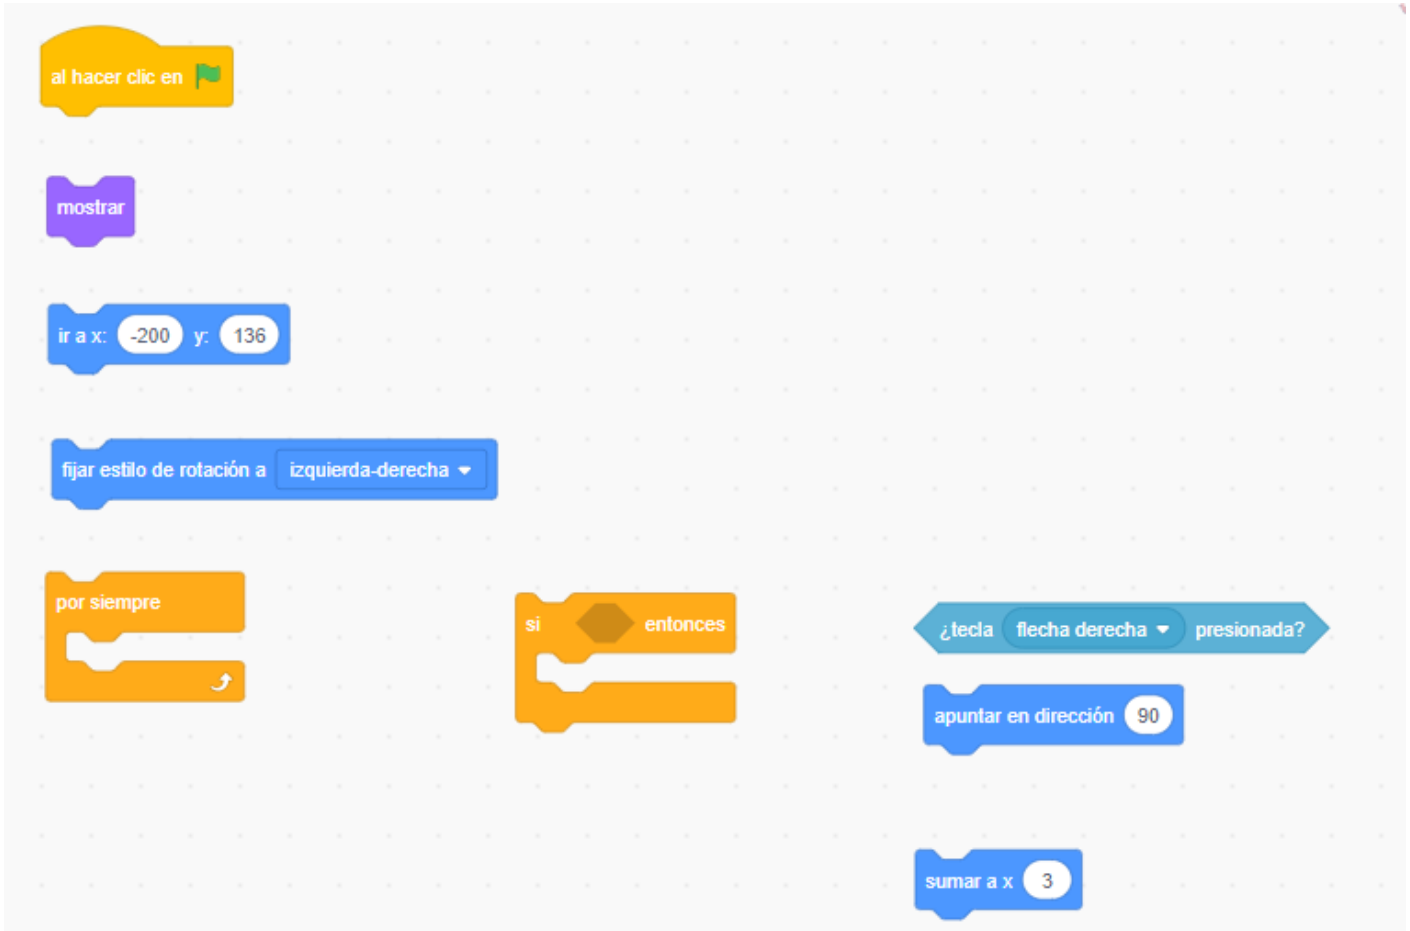 al hacer clic en
mostrar
ir a x: -200 y: 136
fijar estilo de rotación a izquierda-derecha
por siempre
si entonces
¿tecla flecha derecha presionada?
apuntar en dirección 90
sumar a x 3